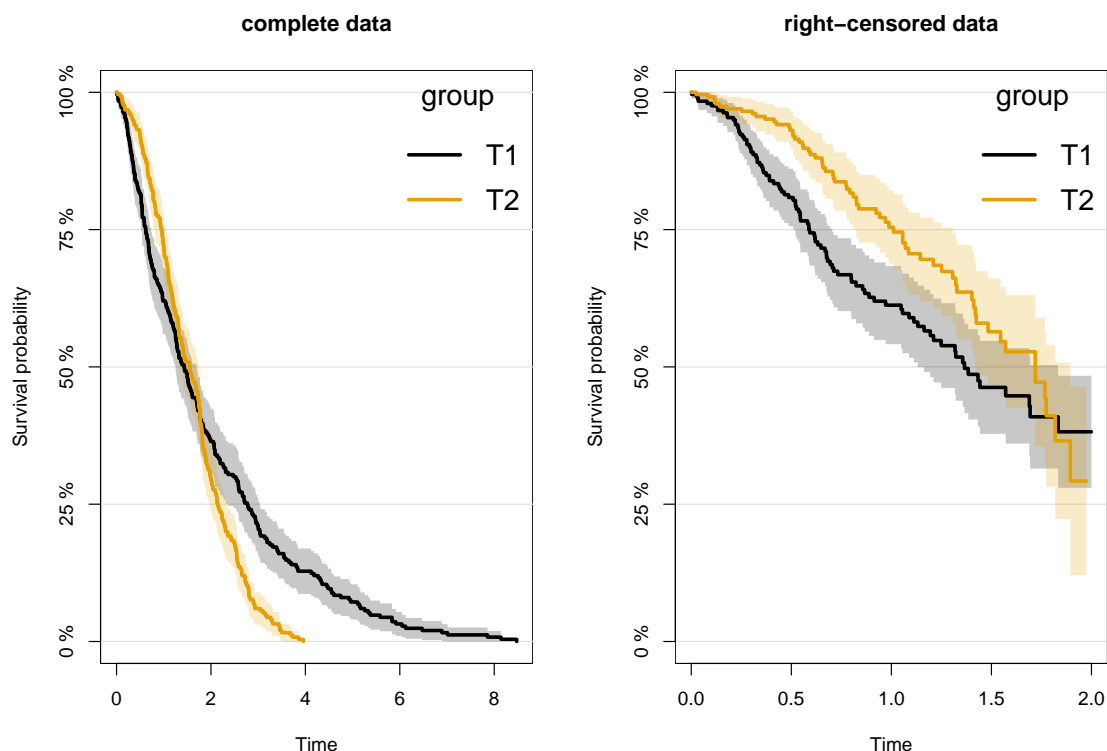 complete data
group
T1
T2
100 %
75 %
50 %
25 %
0 %
Survival probability
0
2
4
6
8
Time
right−censored data
group
T1
T2
100 %
75 %
50 %
25 %
0 %
Survival probability
0.0
0.5
1.0
1.5
2.0
Time